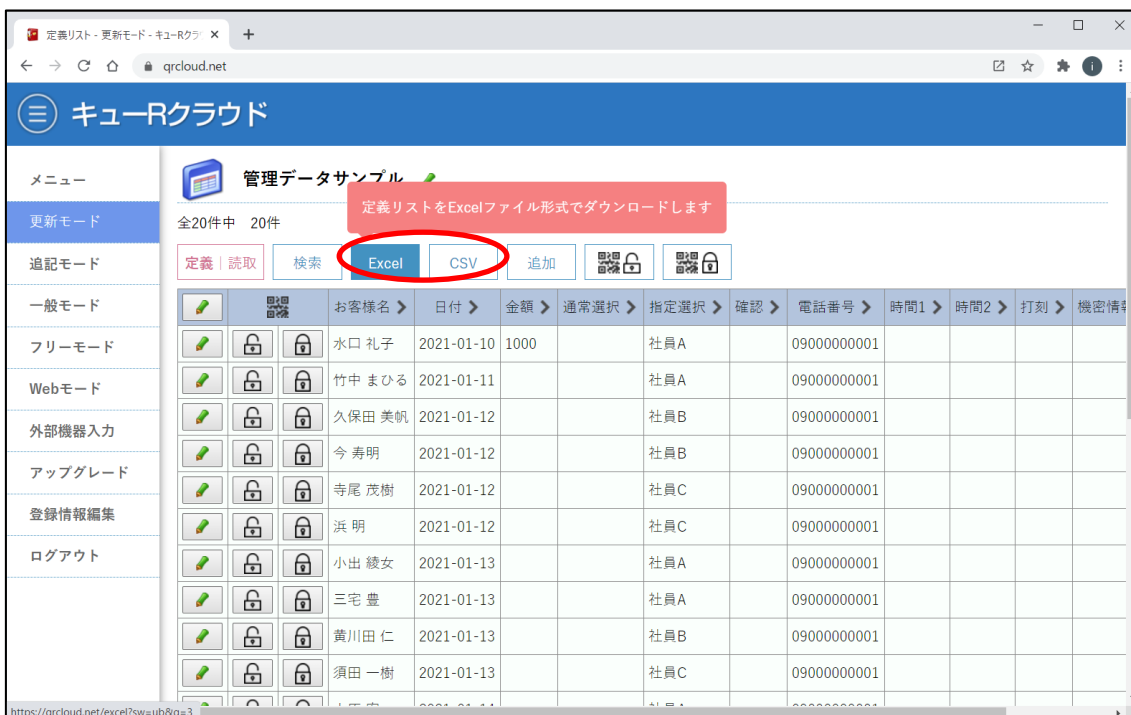 定義リスト - 更新モード - キューRクラ
qrcloud.net
i
キューRクラウド
メニュー
更新モード
追記モード
一般モード
フリーモード
Webモード
外部機器入力
アップグレード
登録情報編集
ログアウト
管理データサンプル
定義リストをExcelファイル形式でダウンロードします
全20件中 20件
定義｜読取 検索 Excel CSV 追加
お客様名 日付 金額 通常選択 指定選択 確認 電話番号 時間1 時間2 打刻 機密情報
水口 礼子 2021-01-10 1000 社員A 09000000001
竹中 まひる 2021-01-11 社員A 09000000001
久保田 美帆 2021-01-12 社員B 09000000001
今 寿明 2021-01-12 社員B 09000000001
寺尾 茂樹 2021-01-12 社員C 09000000001
浜 明 2021-01-12 社員C 09000000001
小出 綾女 2021-01-13 社員A 09000000001
三宅 豊 2021-01-13 社員A 09000000001
黄川田 仁 2021-01-13 社員B 09000000001
須田 一樹 2021-01-13 社員C 09000000001
https://qrcloud.net/excel?sw=ub&q=3